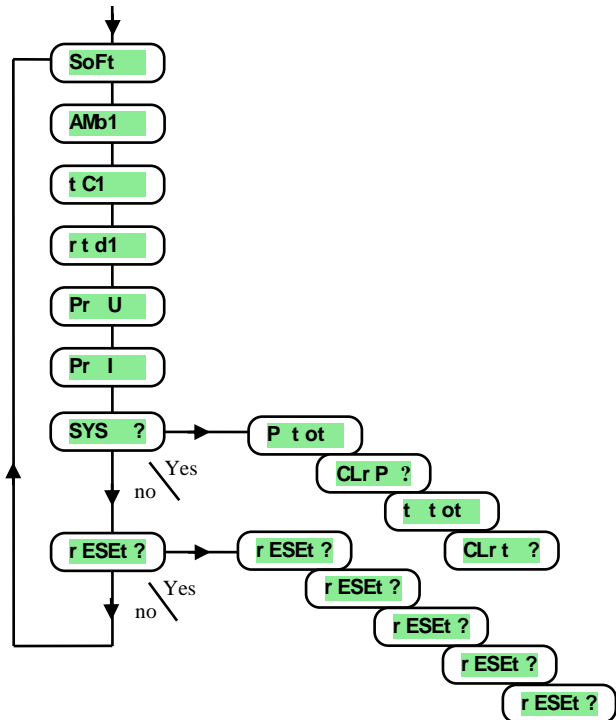 SoFt
AMb1
t C1
r t d1
Pr U
Pr I
SYS ?
P t ot
Yes
no
CLr P ?
t t ot
CLr t ?
r ESEt ?
r ESEt ?
Yes
no
r ESEt ?
r ESEt ?
r ESEt ?
r ESEt ?